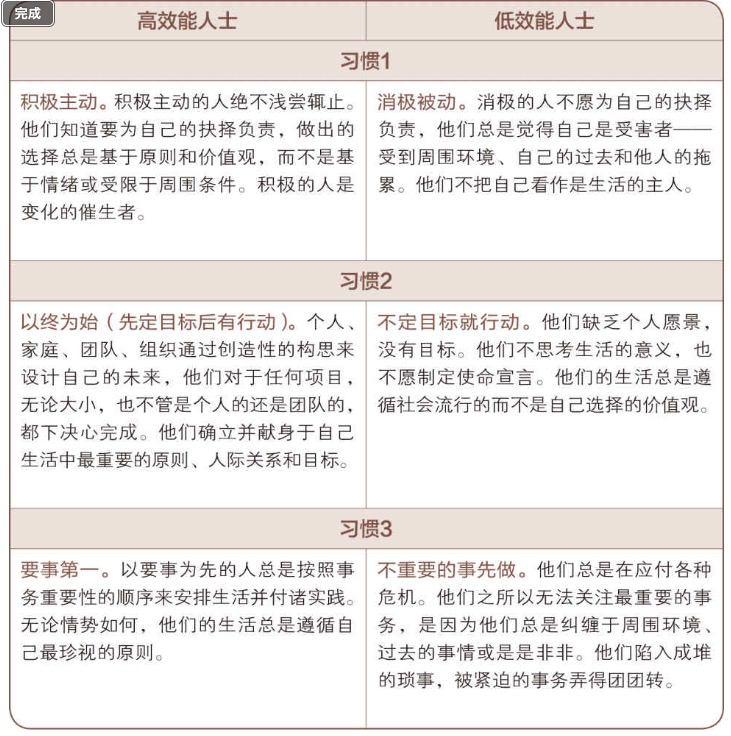 完成
高效能人士
低效能人士
习惯1
积极主动。积极主动的人绝不浅尝辄止。
他们知道要为自己的抉择负责，做出的
选择总是基于原则和价值观，而不是基
于情绪或受限于周围条件。积极的人是
变化的催生者。
消极被动。消极的人不愿为自己的抉择
负责，他们总是觉得自己是受害者——
受到周围环境、自己的过去和他人的拖
累。他们不把自己看作是生活的主人。
习惯2
以终为始（先定目标后有行动）。个人、
家庭、团队、组织通过创造性的构思来
设计自己的未来，他们对于任何项目，
无论大小，也不管是个人的还是团队的，
都下决心完成。他们确立并献身于自己
生活中最重要的原则、人际关系和目标。
不定目标就行动。他们缺乏个人愿景，
没有目标。他们不思考生活的意义，也
不愿制定使命宣言。他们的生活总是遵
循社会流行的而不是自己选择的价值观。
习惯3
要事第一。以要事为先的人总是按照事
务重要性的顺序来安排生活并付诸实践。
无论情势如何，他们的生活总是遵循自
己最珍视的原则。
不重要的事先做。他们总是在应付各种
危机。他们之所以无法关注最重要的事
务，是因为他们总是纠缠于周围环境、
过去的事情或是是非非。他们陷入成堆
的琐事，被紧迫的事务弄得团团转。